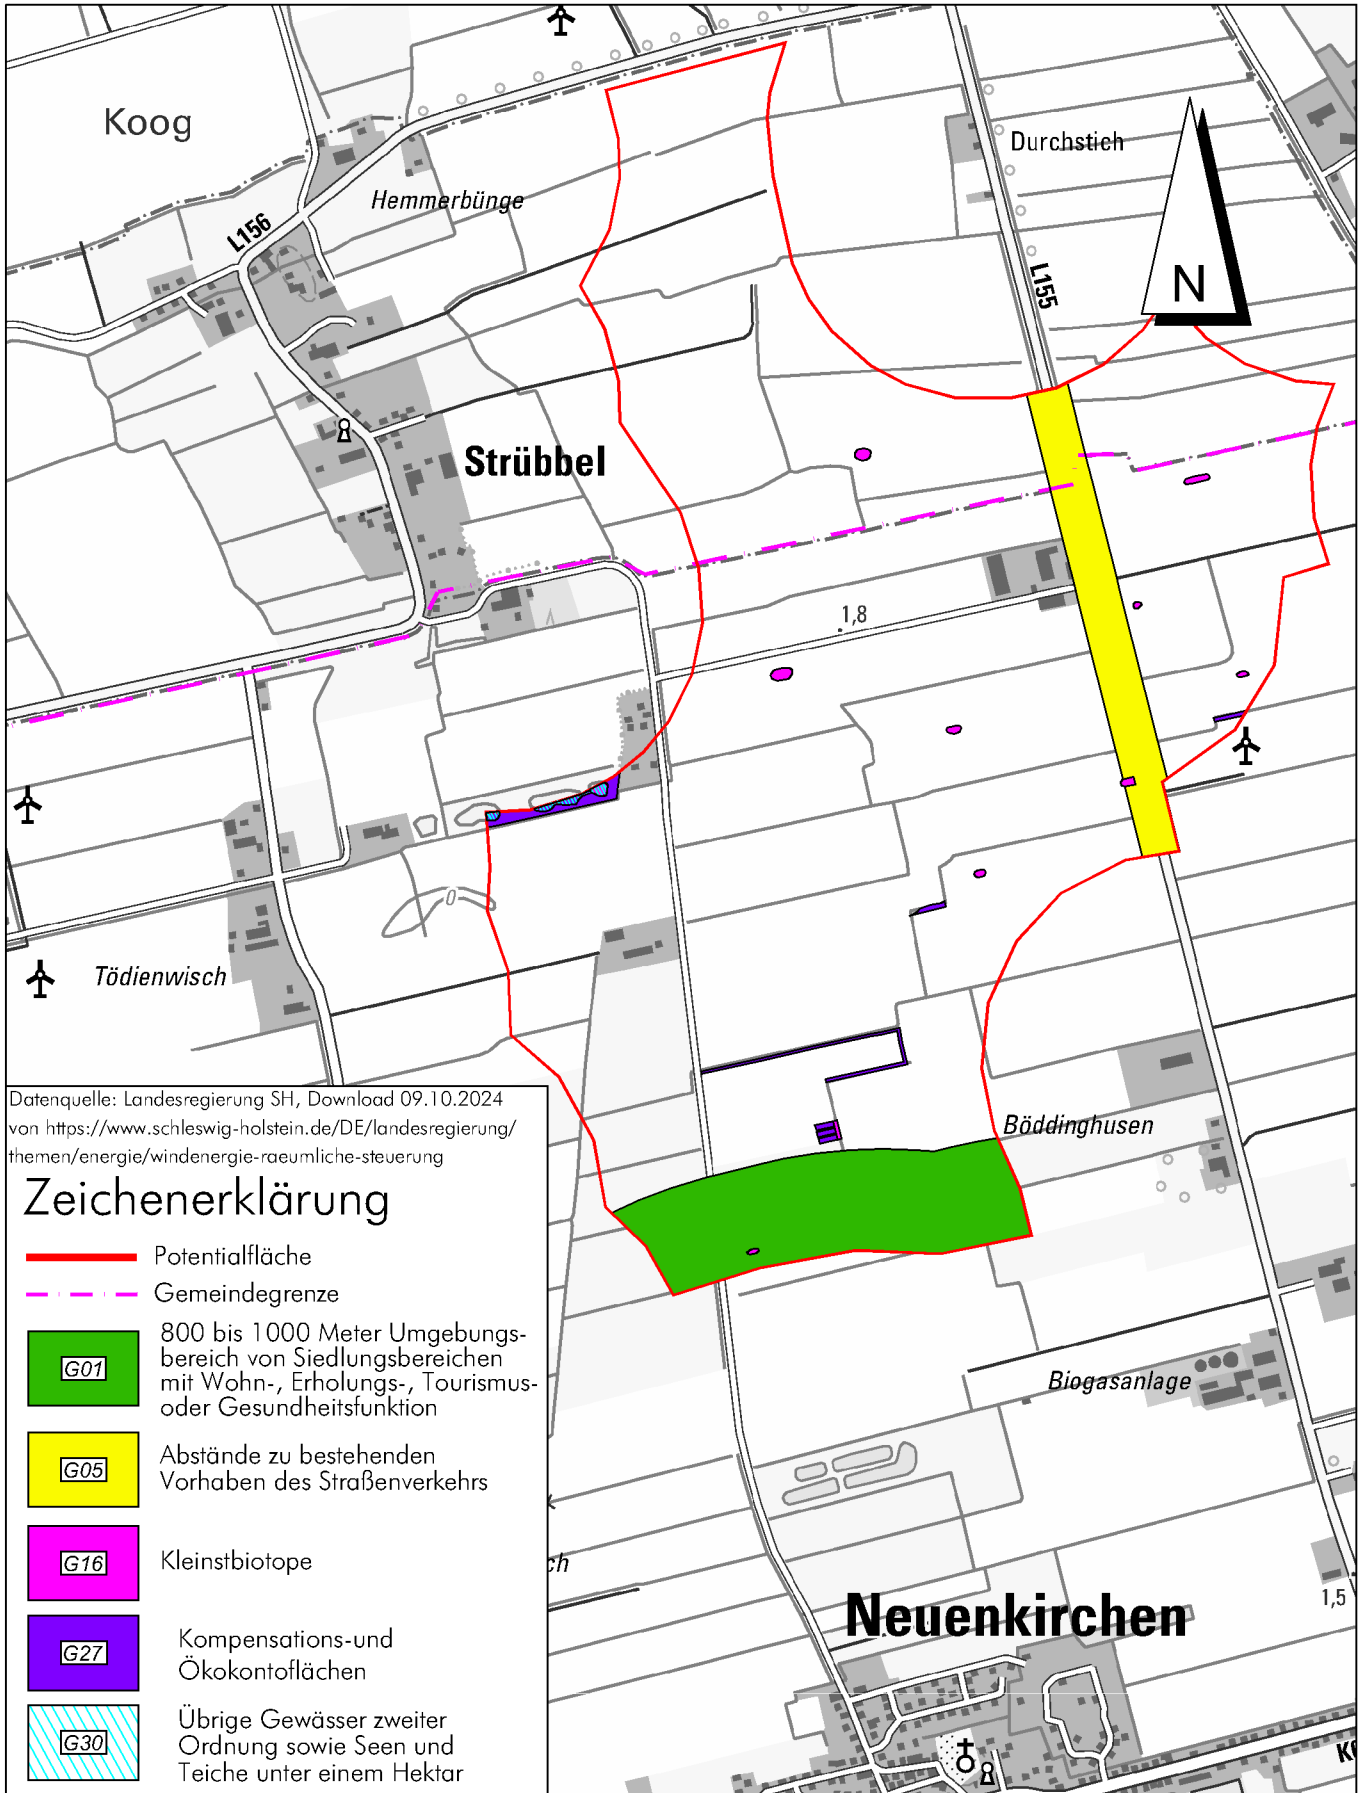 Koog
Durchstich
Hemmerbünge
L156
L155
N
Strübbel
1,8
0
Tödienwisch
Datenquelle: Landesregierung SH, Download 09.10.2024
von https://www.schleswig-holstein.de/DE/landesregierung/
themen/energie/windenergie-raeumliche-steuerung
Böddinghusen
Zeichenerklärung
Potentialfläche
Gemeindegrenze
G01
800 bis 1000 Meter Umgebungs-
bereich von Siedlungsbereichen
mit Wohn-, Erholungs-, Tourismus-
oder Gesundheitsfunktion
Biogasanlage
G05
Abstände zu bestehenden
Vorhaben des Straßenverkehrs
G16
Kleinstbiotope
ch
1,5
Neuenkirchen
G27
Kompensations-und
Ökokontoflächen
G30
Übrige Gewässer zweiter
Ordnung sowie Seen und
Teiche unter einem Hektar